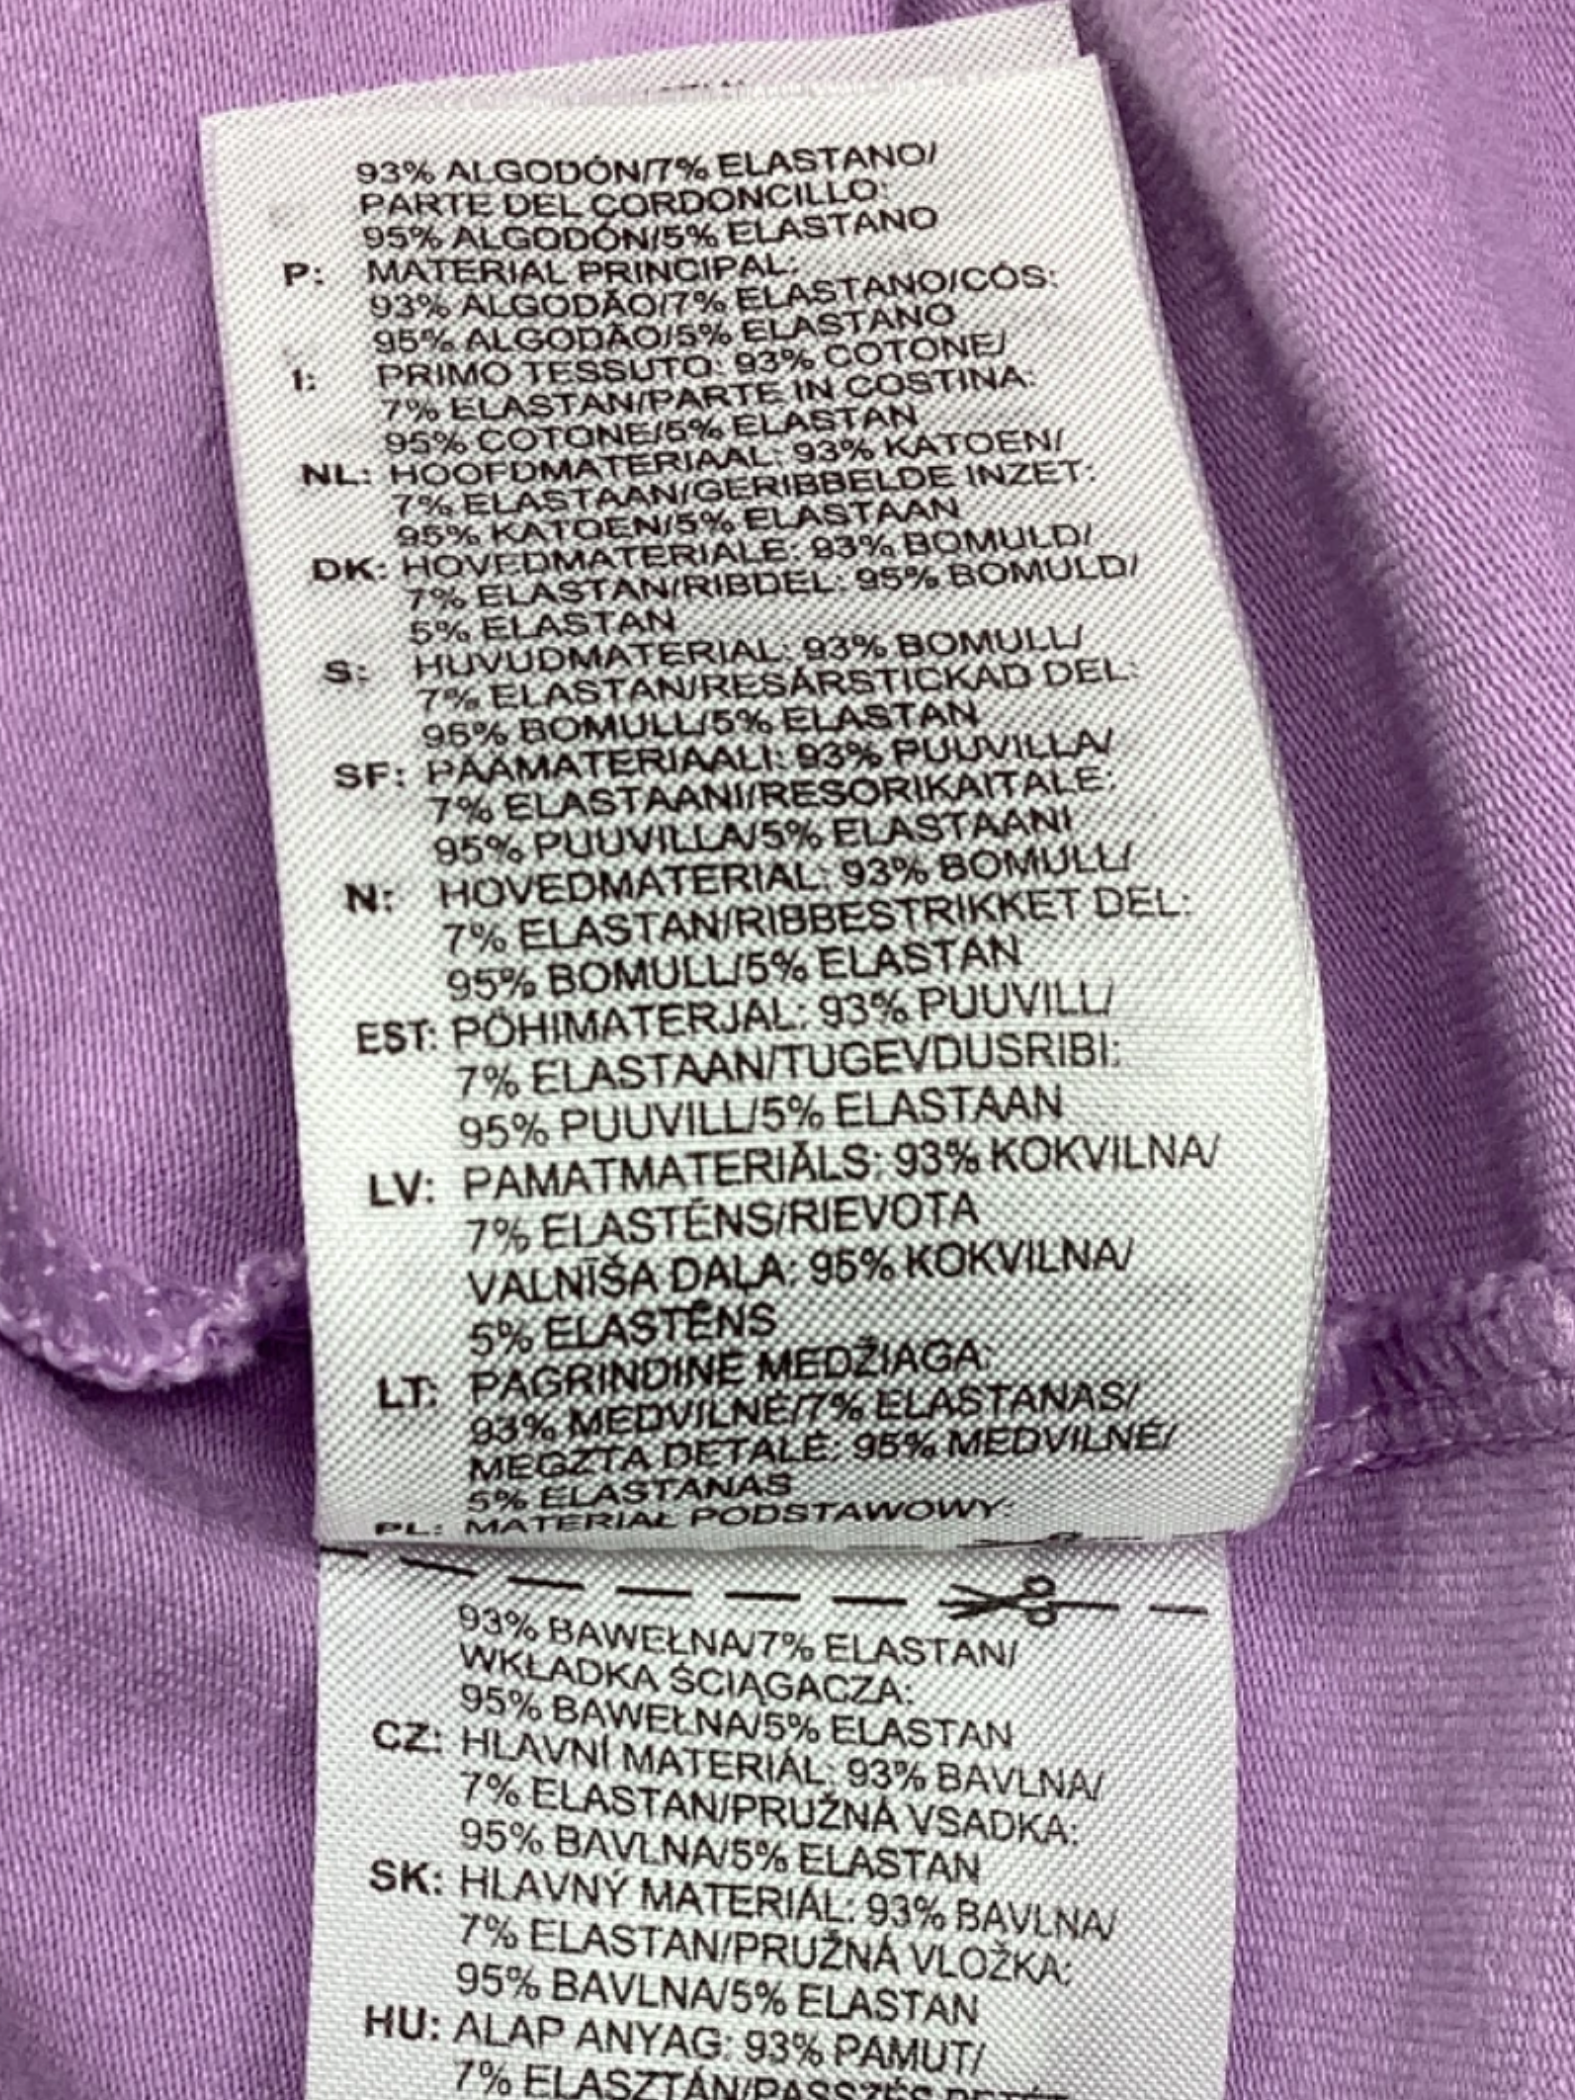 93% ALGODÓN/7% ELASTANO/
PARTE DEL CORDONCILLO:
95% ALGODÓN/5% ELASTANO
P: MATERIAL PRINCIPAL:
93% ALGODÃO/7% ELASTANO/CÓS:
95% ALGODÃO/5% ELASTANO
I: PRIMO TESSUTO: 93% COTONE/
7% ELASTAN/PARTE IN COSTINA:
95% COTONE/5% ELASTAN
NL: HOOFDMATERIAAL: 93% KATOEN/
7% ELASTAAN/GERIBBELDE INZET:
95% KATOEN/5% ELASTAAN
DK: HOVEDMATERIALE: 93% BOMULD/
7% ELASTAN/RIBDEL: 95% BOMULD/
5% ELASTAN
S: HUVUDMATERIAL: 93% BOMULL/
7% ELASTAN/RESÅRSTICKAD DEL:
95% BOMULL/5% ELASTAN
SF: PÄÄMATERIAALI: 93% PUUVILLA/
7% ELASTAANI/RESORIKAITALE:
95% PUUVILLA/5% ELASTAANI
N: HOVEDMATERIAL: 93% BOMULL/
7% ELASTAN/RIBBESTRIKKET DEL:
95% BOMULL/5% ELASTAN
EST: PÕHIMATERJAL: 93% PUUVILL/
7% ELASTAAN/TUGEVDUSRIBI:
95% PUUVILL/5% ELASTAAN
LV: PAMATMATERIĀLS: 93% KOKVILNA/
7% ELASTĒNS/RIEVOTA
VALNĪŠA DAĻA: 95% KOKVILNA/
5% ELASTĒNS
LT: PAGRINDINĖ MEDŽIAGA:
93% MEDVILNĖ/7% ELASTANAS/
MEGZTA DETALĖ: 95% MEDVILNĖ/
5% ELASTANAS
PL: MATERIAŁ PODSTAWOWY:
93% BAWEŁNA/7% ELASTAN/
WKŁADKA ŚCIĄGACZA:
95% BAWEŁNA/5% ELASTAN
CZ: HLAVNÍ MATERIÁL: 93% BAVLNA/
7% ELASTAN/PRUŽNÁ VSADKA:
95% BAVLNA/5% ELASTAN
SK: HLAVNÝ MATERIÁL: 93% BAVLNA/
7% ELASTAN/PRUŽNÁ VLOŽKA:
95% BAVLNA/5% ELASTAN
HU: ALAP ANYAG: 93% PAMUT/
7% ELASZTÁN/PASSZÉS